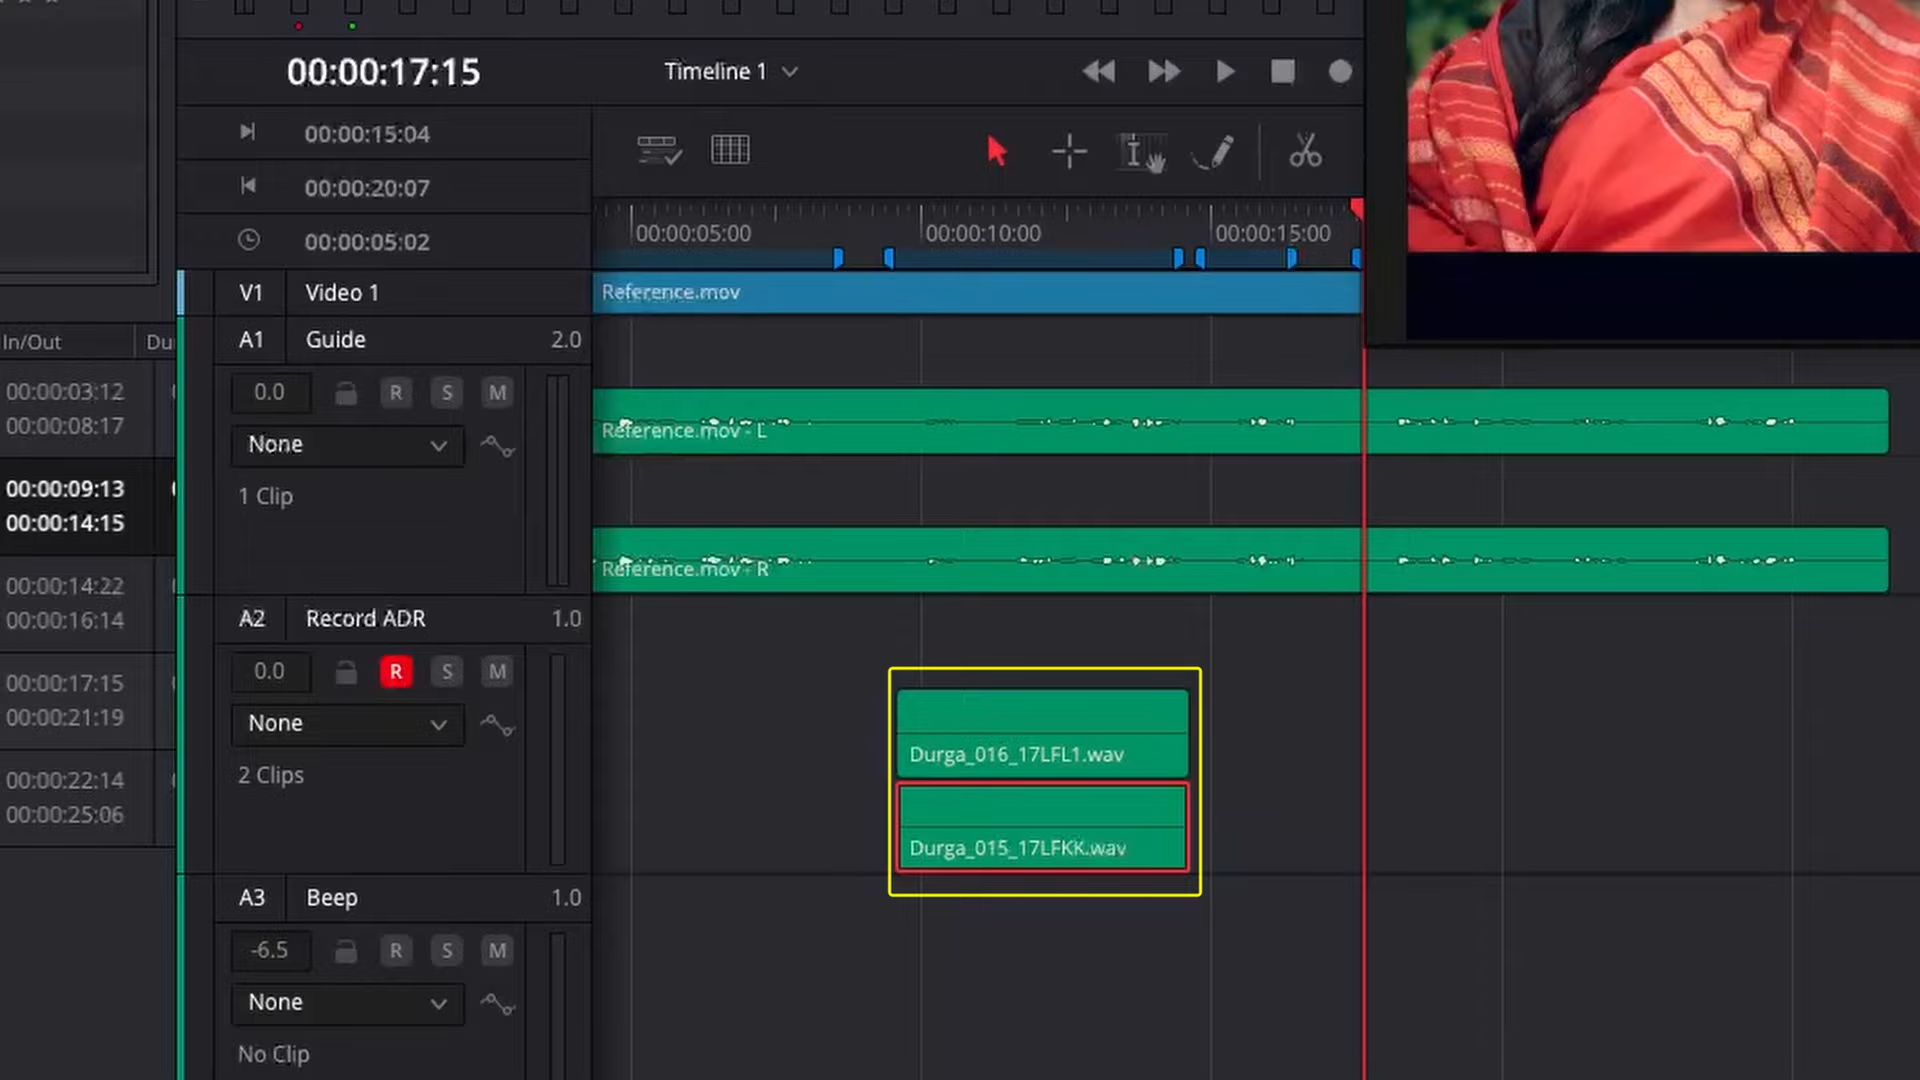 00:00:17:15
Timeline 1
00:00:15:04
00:00:20:07
00:00:05:02
00:00:05:00
00:00:10:00
00:00:15:00
V1
Video 1
Reference.mov
In/Out
A1
Guide
2.0
0.0
R
S
M
None
1 Clip
Reference.mov - L
Reference.mov - R
00:00:03:12
00:00:08:17
00:00:09:13
00:00:14:15
00:00:14:22
00:00:16:14
00:00:17:15
00:00:21:19
00:00:22:14
00:00:25:06
A2
Record ADR
1.0
0.0
R
S
M
None
2 Clips
Durga_016_17LFL1.wav
Durga_015_17LFKK.wav
A3
Beep
1.0
-6.5
R
S
M
None
No Clip